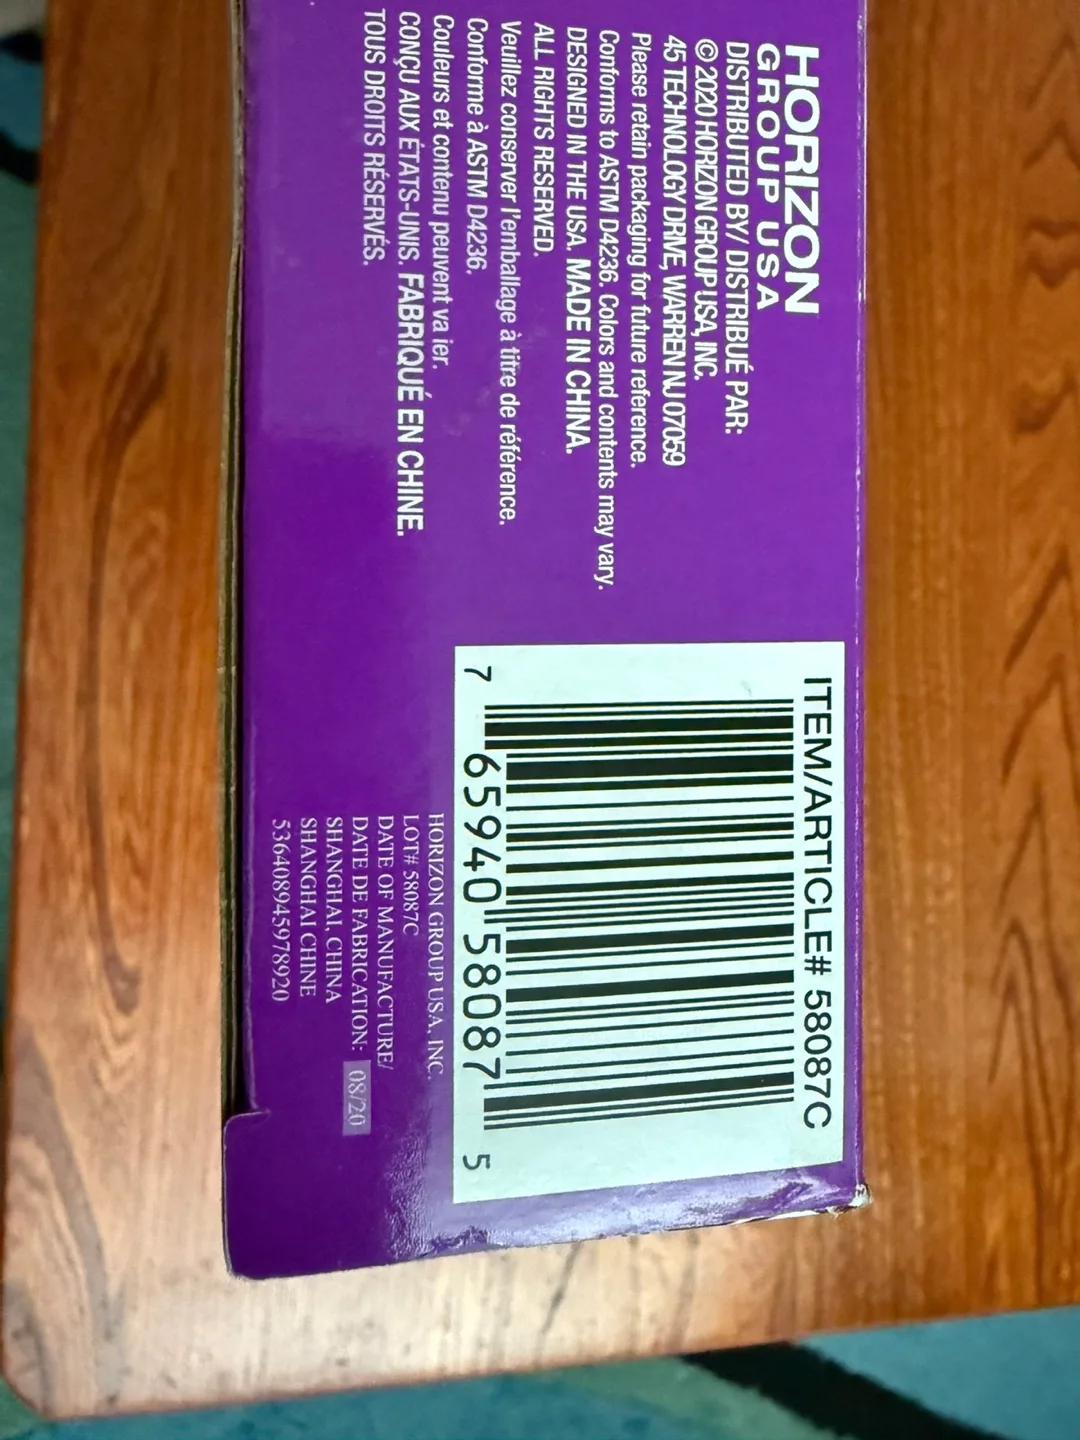 HORIZON
GROUP USA
DISTRIBUTED BY/ DISTRIBUÉ PAR:
© 2020 HORIZON GROUP USA, INC.
45 TECHNOLOGY DRIVE, WARREN NJ 07059
Please retain packaging for future reference.
Conforms to ASTM D4236. Colors and contents may vary.
DESIGNED IN THE USA. MADE IN CHINA.
ALL RIGHTS RESERVED.
Veuillez conserver l'emballage à titre de référence.
Conforme à ASTM D4236.
Couleurs et contenu peuvent va ier.
CONÇU AUX ÉTATS-UNIS. FABRIQUÉ EN CHINE.
TOUS DROITS RÉSERVÉS.
ITEM/ARTICLE# 58087C
7 65940 58087 5
HORIZON GROUP USA, INC.
LOT# 58087C
DATE OF MANUFACTURE/
DATE DE FABRICATION: 08/20
SHANGHAI, CHINA
SHANGHAI CHINE
536408945978920